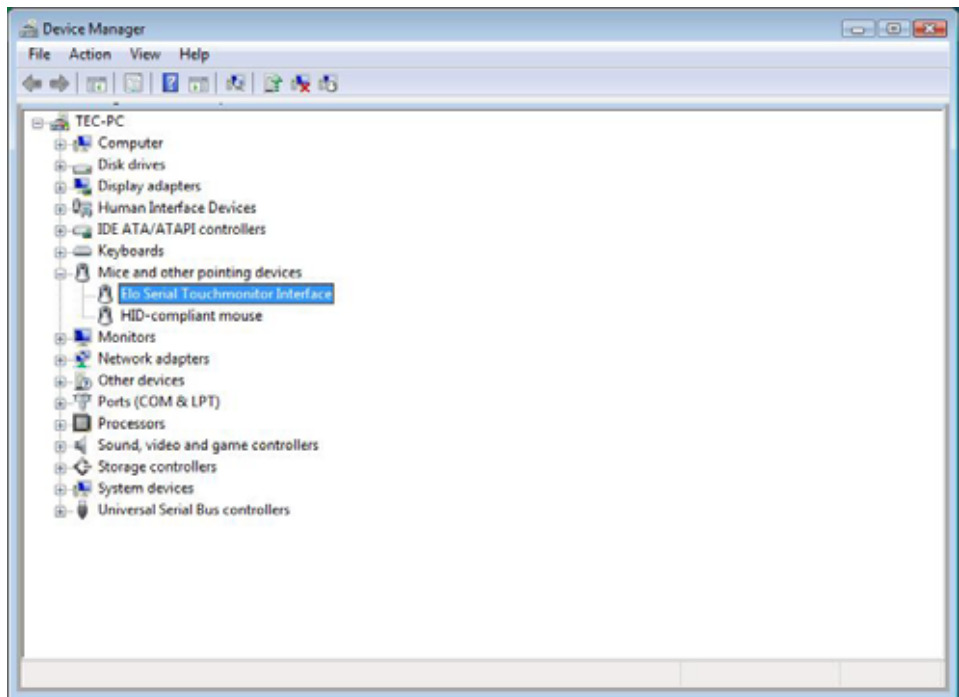 Device Manager
File Action View Help
TEC-PC
Computer
Disk drives
Display adapters
Human Interface Devices
IDE ATA/ATAPI controllers
Keyboards
Mice and other pointing devices
Elo Serial Touchmonitor Interface
HID-compliant mouse
Monitors
Network adapters
Other devices
Ports (COM & LPT)
Processors
Sound, video and game controllers
Storage controllers
System devices
Universal Serial Bus controllers